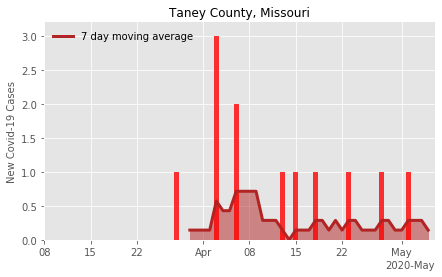 Taney County, Missouri
7 day moving average
New Covid-19 Cases
3.0
2.5
2.0
1.5
1.0
0.5
0.0
08 15 22 Apr 08 15 22 May
2020-May